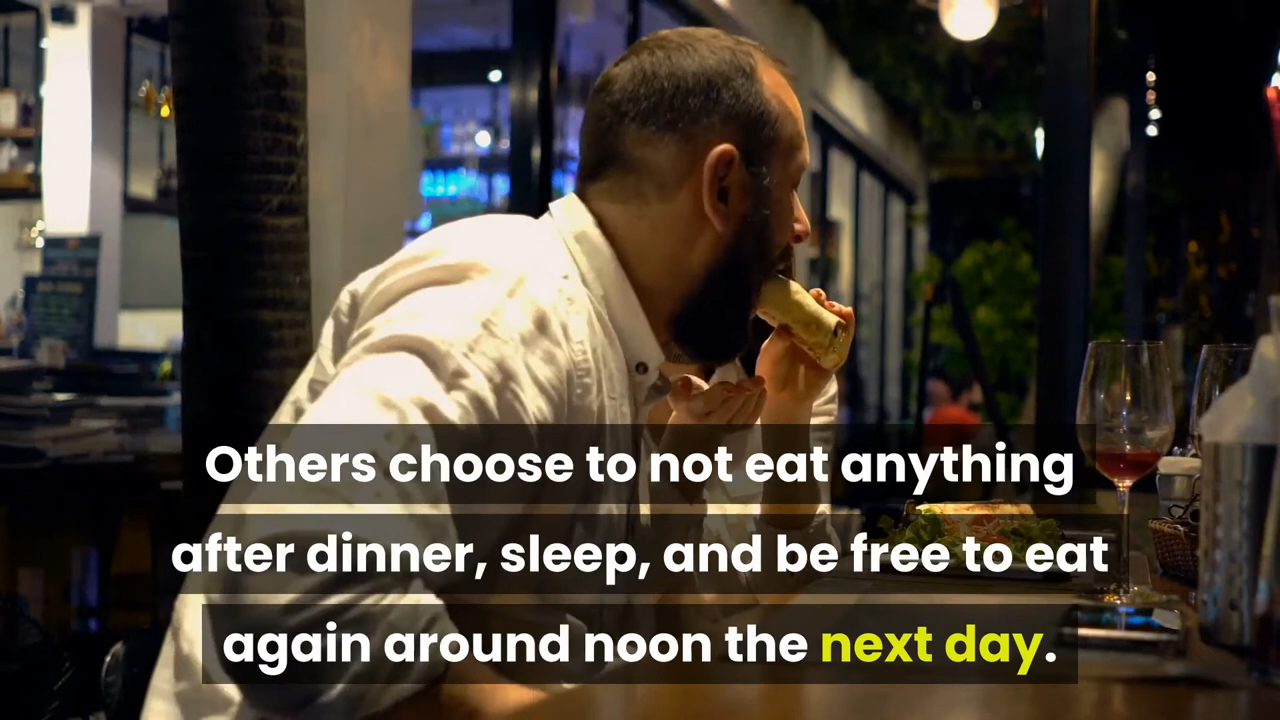 Others choose to not eat anything
after dinner, sleep, and be free to eat
again around noon the next day.